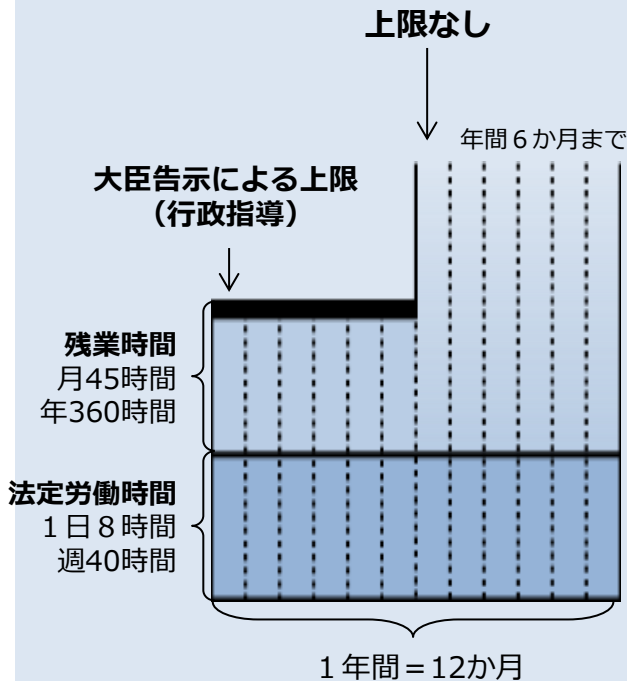 上限なし
年間６か月まで
大臣告示による上限
（行政指導）
残業時間
月45時間
年360時間
法定労働時間
１日８時間
週40時間
１年間＝12か月